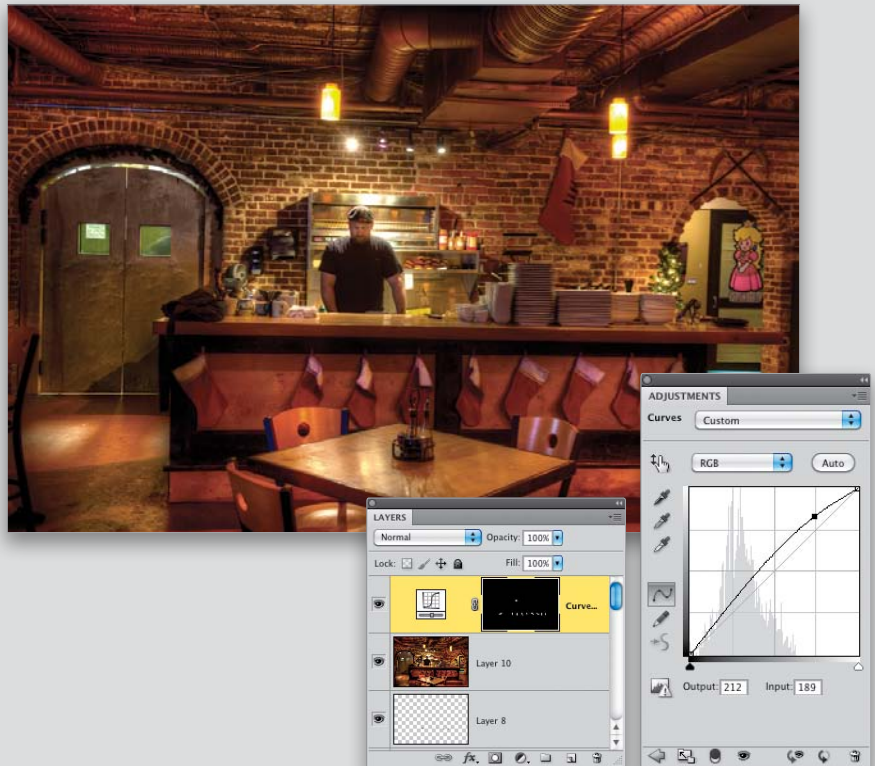 ADJUSTMENTS
Curves
Custom
RGB
Auto
LAYERS
Normal
Opacity: 100%
Lock:
Fill: 100%
Curve...
Layer 10
Layer 8
fx.
Output: 212
Input: 189